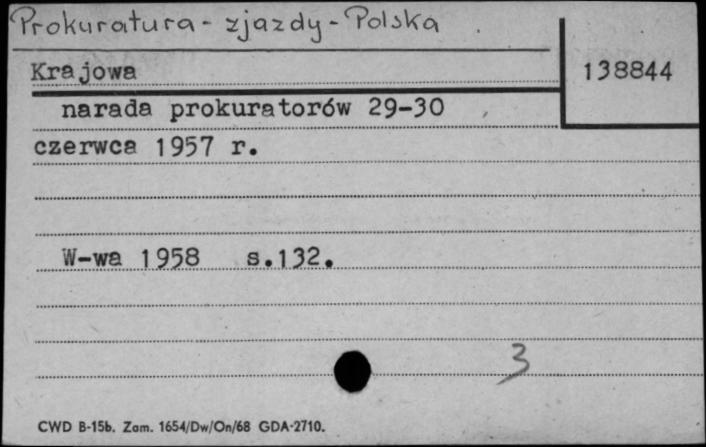 Prokuratura - zjazdy - Polska
Krajowa
138844
narada prokuratorów 29-30
czerwca 1957 r.
W-wa 1958 s.132.
3
CWD B-15b. Zam. 1654/Dw/On/68 GDA-2710.